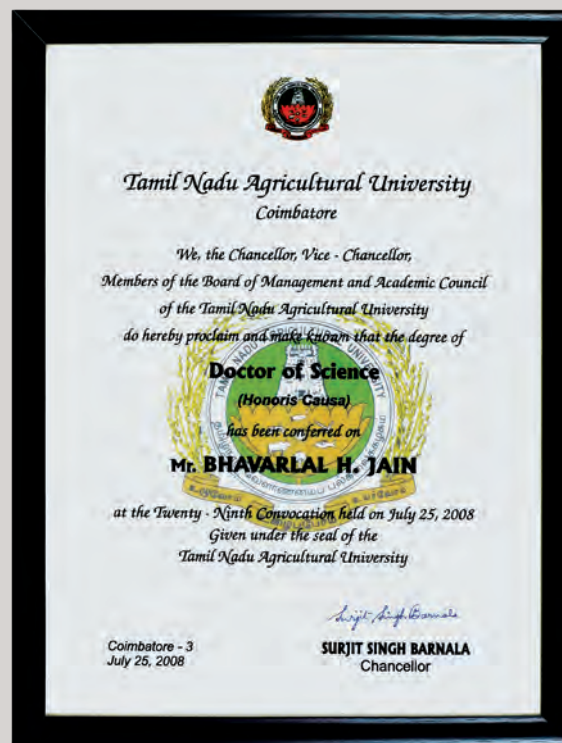 Tamil Nadu Agricultural University
Coimbatore
We, the Chancellor, Vice - Chancellor,
Members of the Board of Management and Academic Council
of the Tamil Nadu Agricultural University
do hereby proclaim and make known that the degree of
TAMIL NADU AGRICULTURAL UNIVERSITY
Doctor of Science
(Honoris Causa)
has been conferred on
Mr. BHAVARLAL H. JAIN
at the Twenty - Ninth Convocation held on July 25, 2008
Given under the seal of the
Tamil Nadu Agricultural University
Surjit Singh Barnala
Coimbatore - 3
July 25, 2008
SURJIT SINGH BARNALA
Chancellor